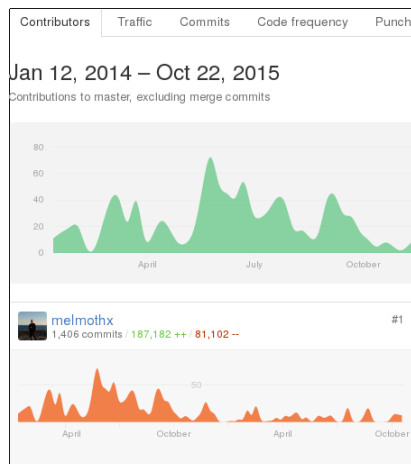 Contributors Traffic Commits Code frequency Punch
Jan 12, 2014 – Oct 22, 2015
Contributions to master, excluding merge commits
80
60
40
20
0
April July October
melmothx #1
1,406 commits / 187,182 ++ / 81,102 --
50
April October April October